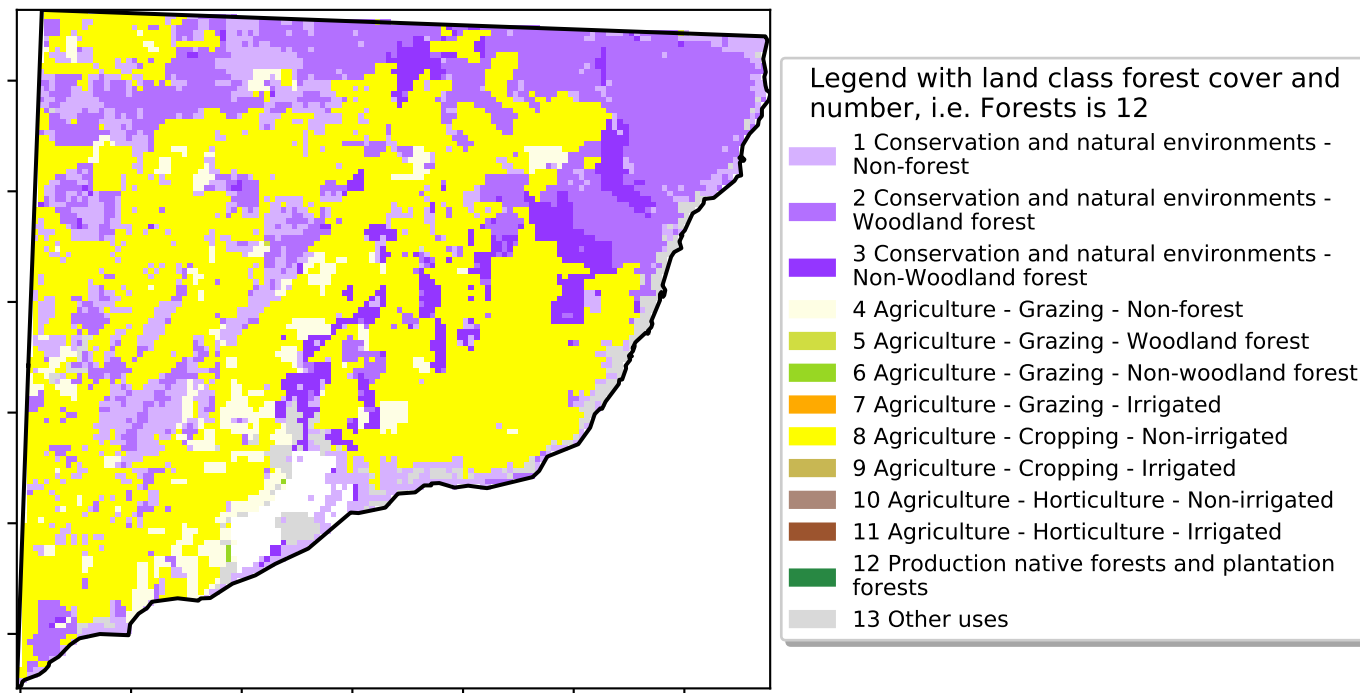 Legend with land class forest cover and
number, i.e. Forests is 12
1 Conservation and natural environments -
Non-forest
2 Conservation and natural environments -
Woodland forest
3 Conservation and natural environments -
Non-Woodland forest
4 Agriculture - Grazing - Non-forest
5 Agriculture - Grazing - Woodland forest
6 Agriculture - Grazing - Non-woodland forest
7 Agriculture - Grazing - Irrigated
8 Agriculture - Cropping - Non-irrigated
9 Agriculture - Cropping - Irrigated
10 Agriculture - Horticulture - Non-irrigated
11 Agriculture - Horticulture - Irrigated
12 Production native forests and plantation
forests
13 Other uses